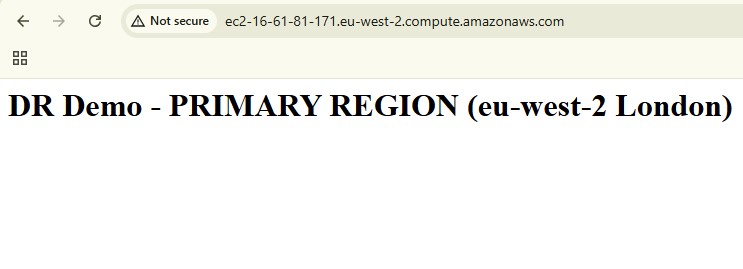 Not secure ec2-16-61-81-171.eu-west-2.compute.amazonaws.com
DR Demo - PRIMARY REGION (eu-west-2 London)